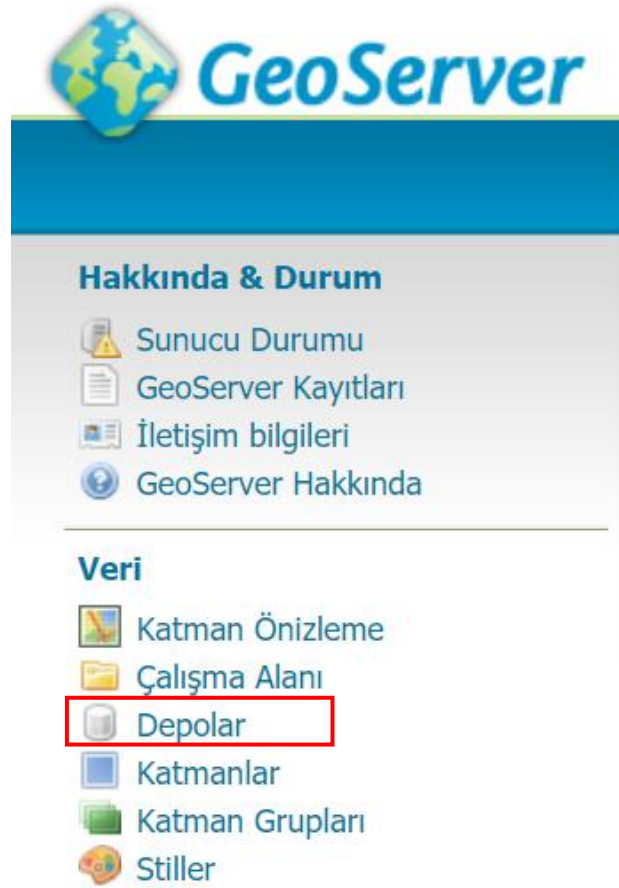 GeoServer
Hakkında & Durum
Sunucu Durumu
GeoServer Kayıtları
İletişim bilgileri
GeoServer Hakkında
Veri
Katman Önizleme
Çalışma Alanı
Depolar
Katmanlar
Katman Grupları
Stiller